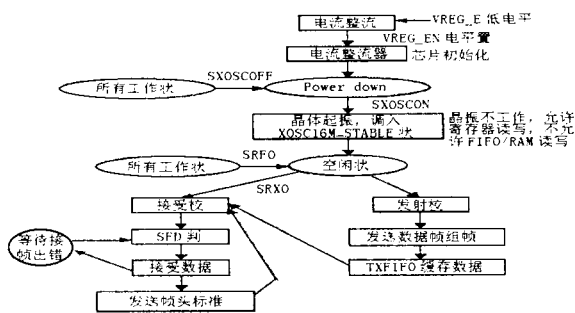 电流整流
VREG_E 低电平
VREG_EN 电平置
电流整流器
芯片初始化
所有工作状
SXOSCOFF
Power down
SXOSCON
晶体起振，调入
XOSC16M_STABLE 状
晶振不工作，允许
寄存器读写，不允
许 FIFO/RAM 读写
所有工作状
SRFO
空闲状
SRXO
接受校
发射校
等待接
帧出错
SFD 判
发送数据帧组帧
接受数据
TXFIFO 缓存数据
发送帧头标准